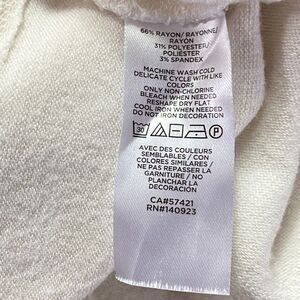 66% RAYON/RAYONNE/
RAYON
31% POLYESTER/
POLIÉSTER
3% SPANDEX
MACHINE WASH COLD
DELICATE CYCLE WITH LIKE
COLORS
ONLY NON-CHLORINE
BLEACH WHEN NEEDED
RESHAPE DRY FLAT
COOL IRON WHEN NEEDED
DO NOT IRON DECORATION
30
P
AVEC DES COULEURS
SEMBLABLES / CON
COLORES SIMILARES /
NE PAS REPASSER LA
GARNITURE / NO
PLANCHAR LA
DECORACIÓN
CA#57421
RN#140923